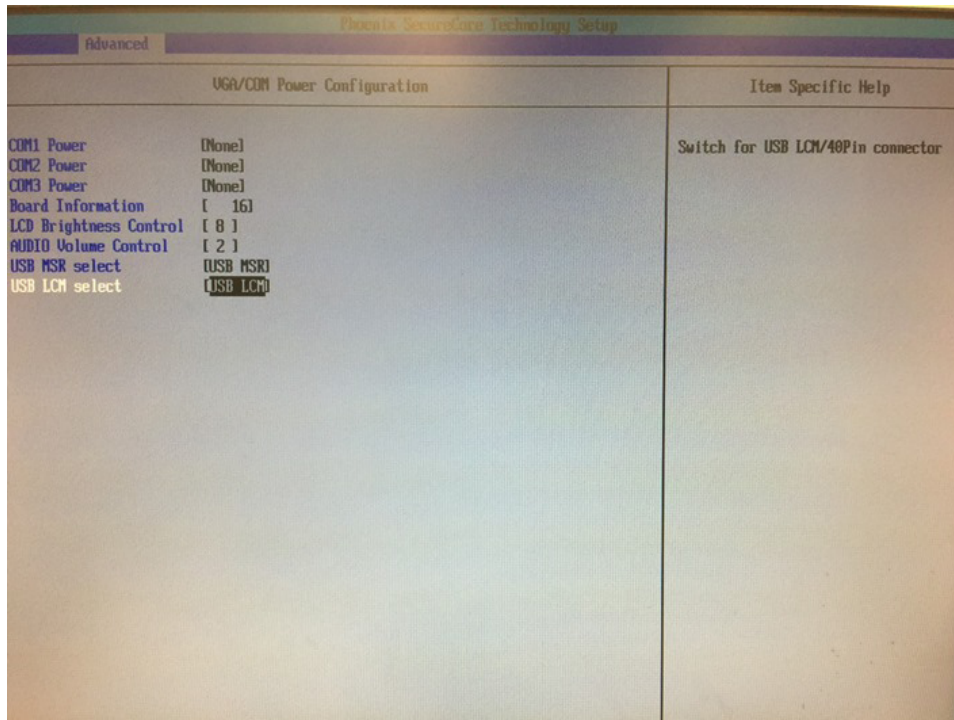 Phoenix SecureCore Technology Setup
Advanced
VGA/COM Power Configuration
Item Specific Help
COM1 Power [None]
COM2 Power [None]
COM3 Power [None]
Board Information [ 16]
LCD Brightness Control [ 8 ]
AUDIO Volume Control [ 2 ]
USB MSR select [USB MSR]
USB LCM select [USB LCM]
Switch for USB LCM/40Pin connector